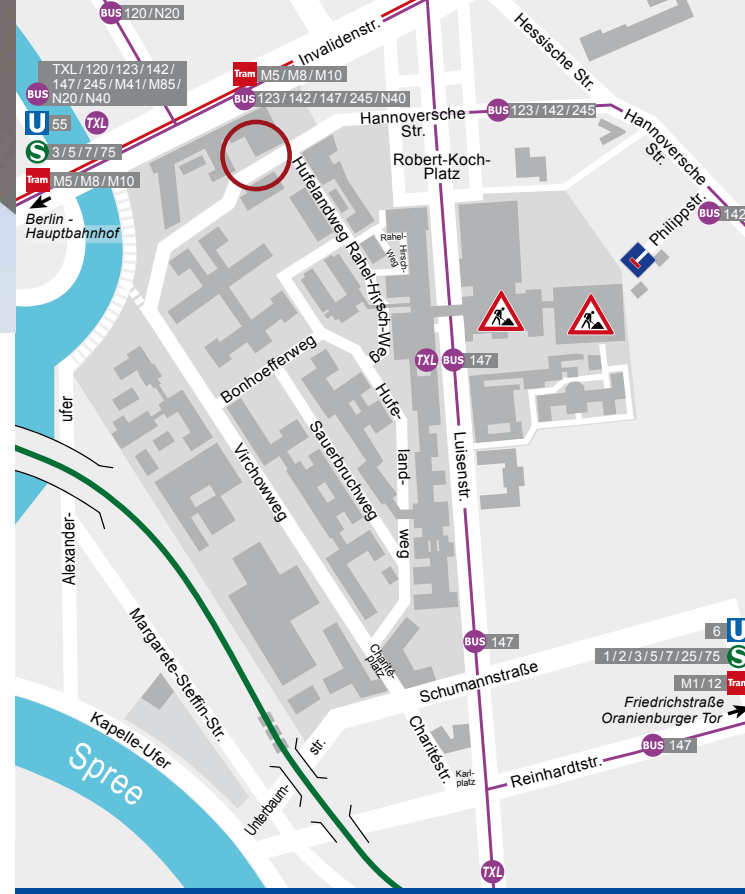 BUS 120/N20
Hessische Str.
Invalidenstr.
TXL/120/123/142/
147/245/M41/M85/
N20/N40
BUS
Tram M5/M8/M10
BUS 123/142/147/245/N40
U 55 TXL
S 3/5/7/75
Tram M5/M8/M10
Berlin -
Hauptbahnhof
Hannoversche
Str.
BUS 123/142/245
Hannoversche
Str.
Robert-Koch-
Platz
Philippstr.
BUS 142
Hufelandweg
Rahel-Hirsch-We
g
Rahel-
Hirsch-
weg
Bonhoefferweg
TXL BUS 147
Hufe-
land-
weg
Luisenstr.
Sauerbruchweg
Virchowweg
ufer
Alexander-
Margarete-Steffin-Str.
Charité-
platz
BUS 147
6 U
1/2/3/5/7/25/75 S
M1/12 Tram
Friedrichstraße
Oranienburger Tor
Schumannstraße
Charitéstr.
Karl-
platz
Kapelle-Ufer
Spree
str.
Unterbaum-
Reinhardtstr.
BUS 147
TXL